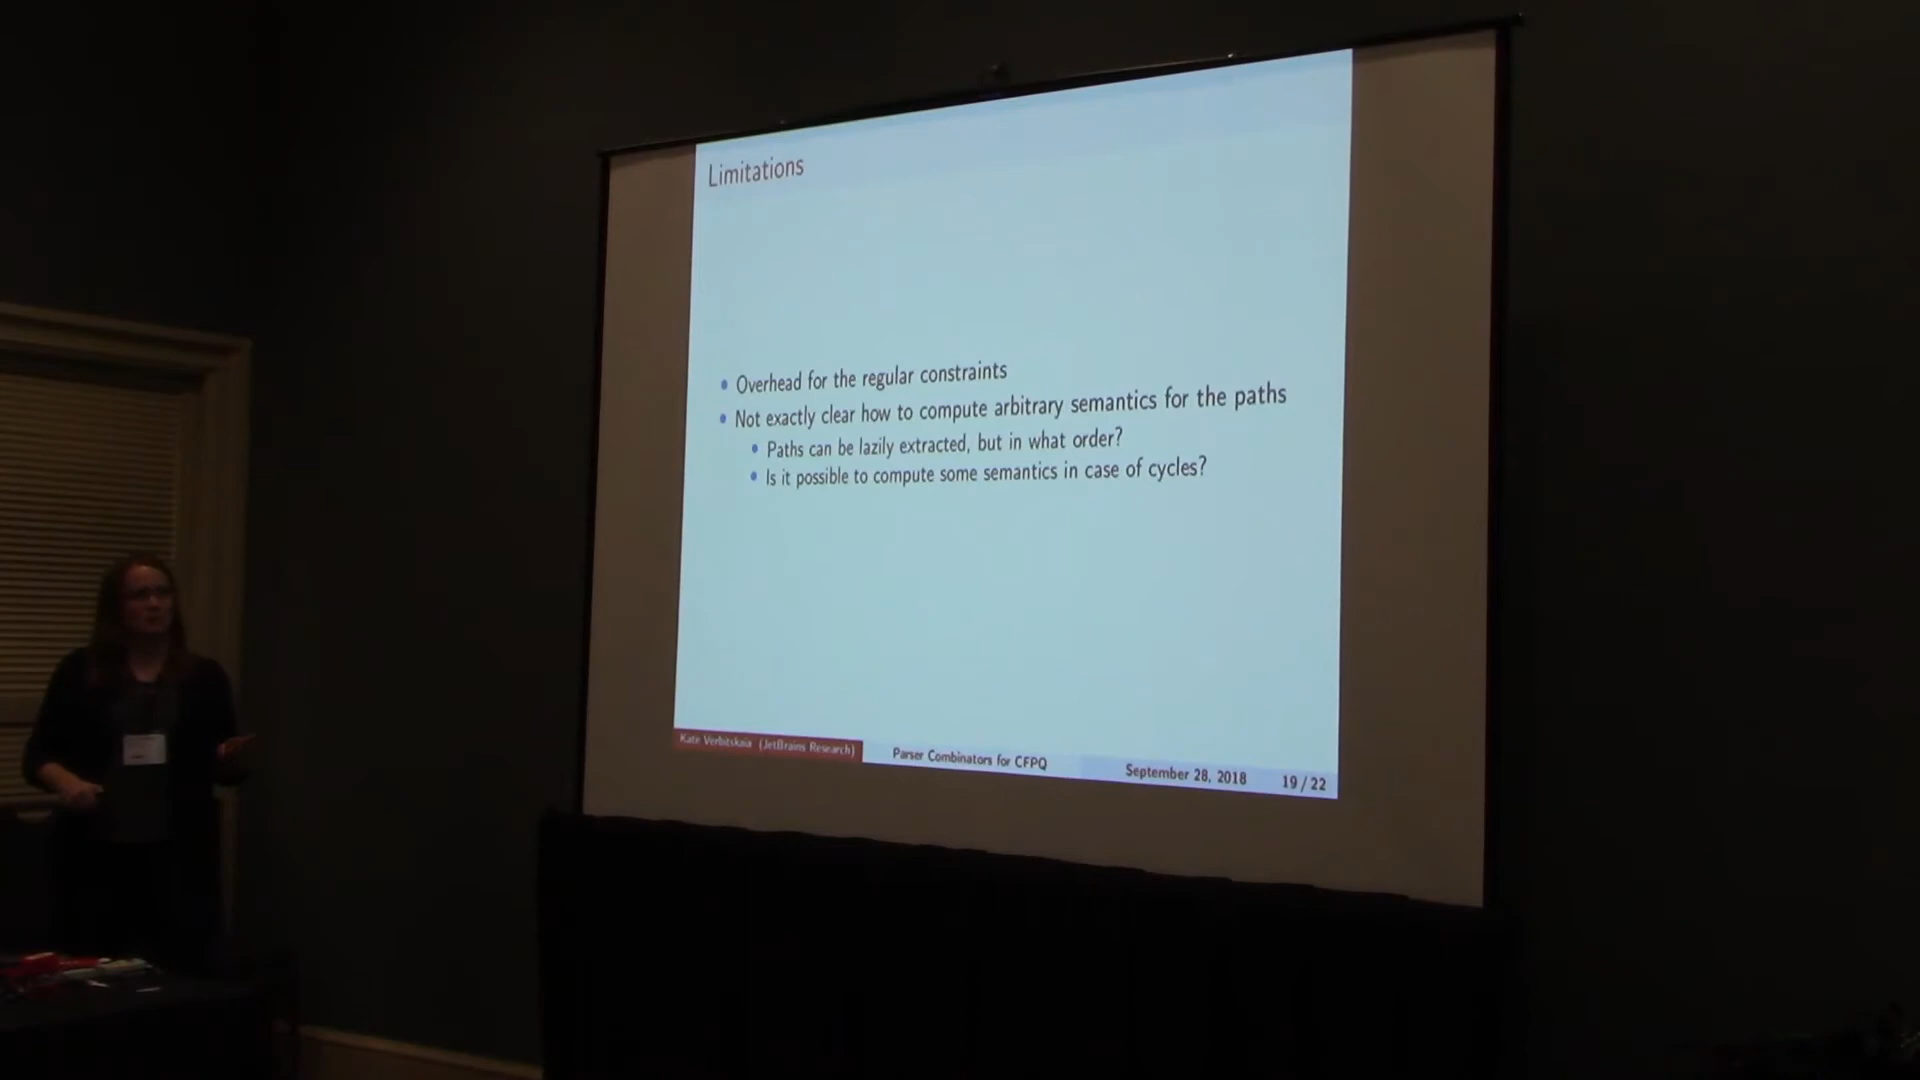 Limitations
• Overhead for the regular constraints
• Not exactly clear how to compute arbitrary semantics for the paths
• Paths can be lazily extracted, but in what order?
• Is it possible to compute some semantics in case of cycles?
Kate Verbitskaia (JetBrains Research) Parser Combinators for CFPQ September 28, 2018 19 / 22